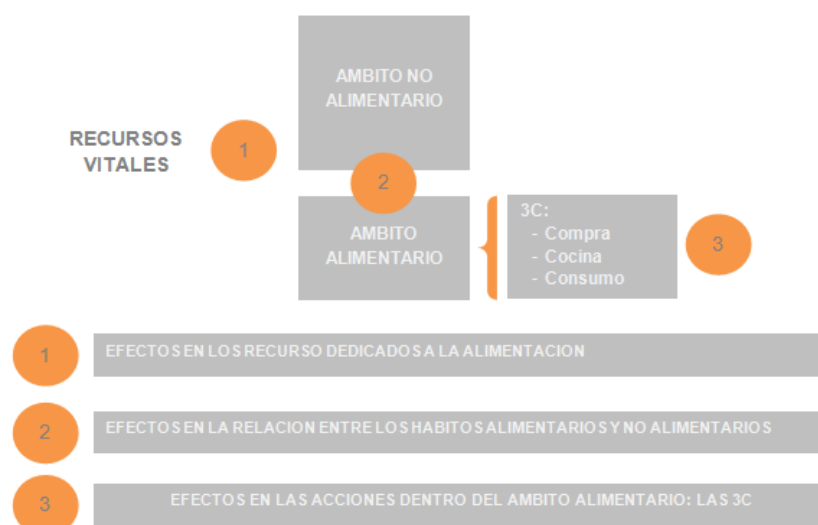 AMBITO NO
ALIMENTARIO
RECURSOS
VITALES
1
2
AMBITO
ALIMENTARIO
3C:
- Compra
- Cocina
- Consumo
3
1
EFECTOS EN LOS RECURSO DEDICADOS A LA ALIMENTACION
2
EFECTOS EN LA RELACION ENTRE LOS HABITOS ALIMENTARIOS Y NO ALIMENTARIOS
3
EFECTOS EN LAS ACCIONES DENTRO DEL AMBITO ALIMENTARIO: LAS 3C